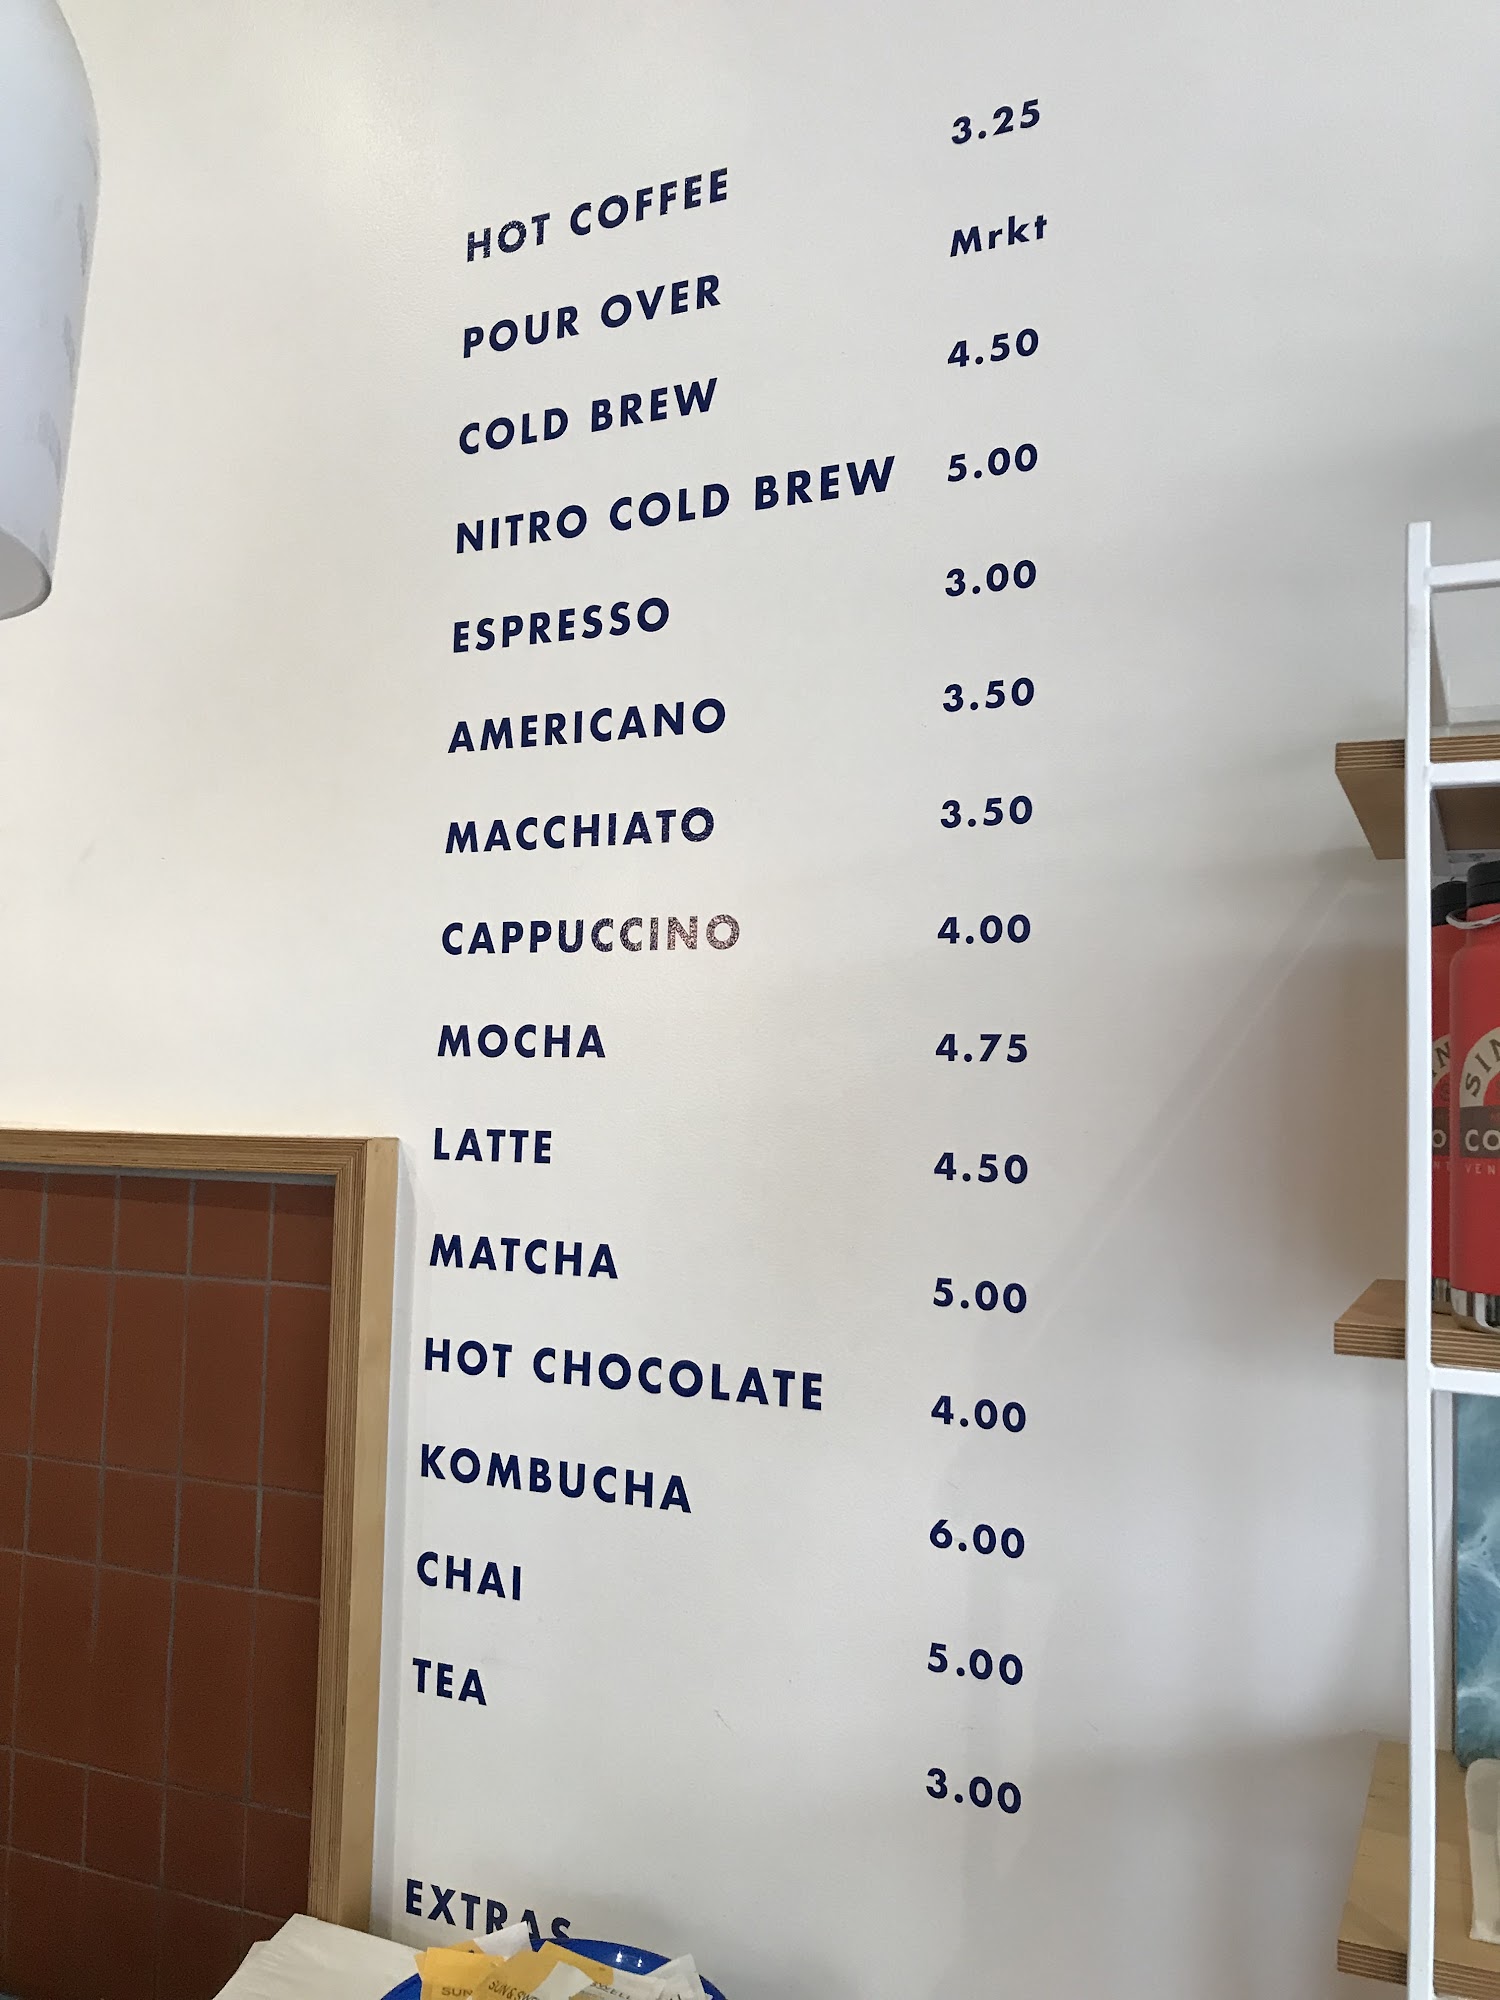 HOT COFFEE 3.25
POUR OVER Mrkt
COLD BREW 4.50
NITRO COLD BREW 5.00
ESPRESSO 3.00
AMERICANO 3.50
MACCHIATO 3.50
CAPPUCCINO 4.00
MOCHA 4.75
LATTE 4.50
MATCHA 5.00
HOT CHOCOLATE 4.00
KOMBUCHA 6.00
CHAI 5.00
TEA 3.00
EXTRAS